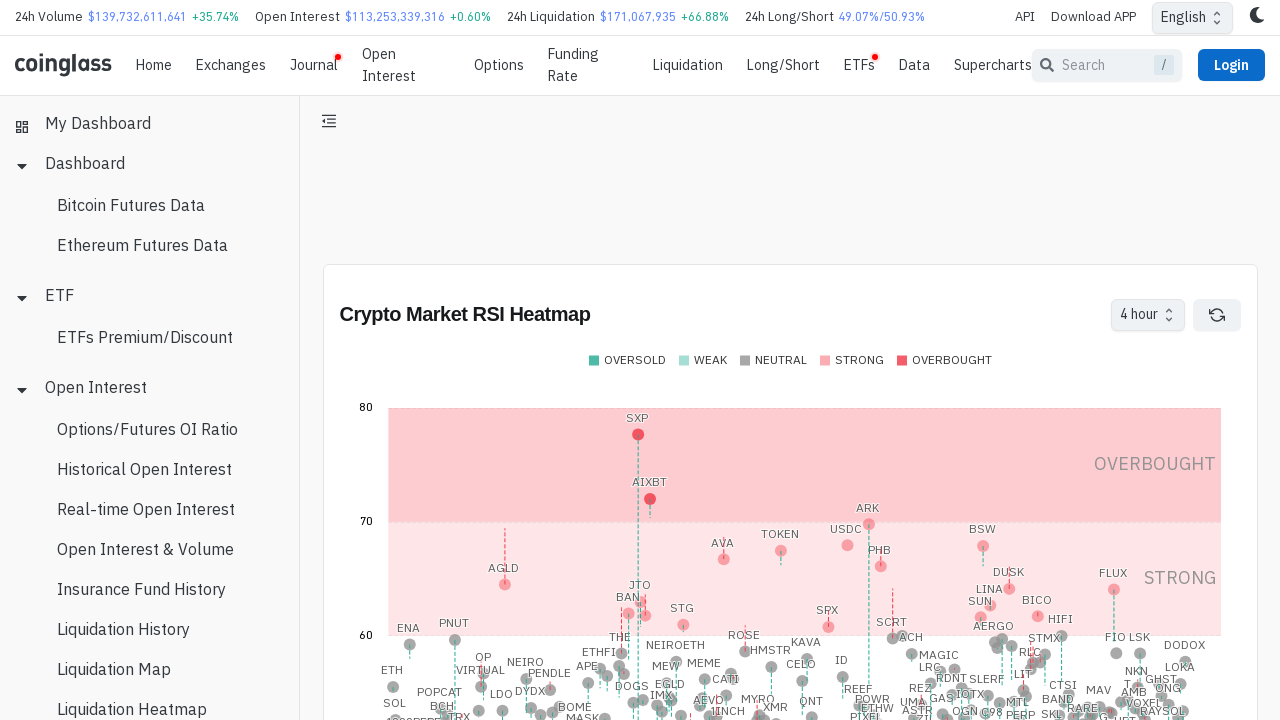 24h Volume $139,732,611,641 +35.74% Open Interest $113,253,339,316 +0.60% 24h Liquidation $171,067,935 +66.88% 24h Long/Short 49.07%/50.93% API Download APP English
coinglass Home Exchanges Journal Open Interest Options Funding Rate Liquidation Long/Short ETFs Data Supercharts Search / Login
My Dashboard
Dashboard
Bitcoin Futures Data
Ethereum Futures Data
ETF
ETFs Premium/Discount
Open Interest
Options/Futures OI Ratio
Historical Open Interest
Real-time Open Interest
Open Interest & Volume
Insurance Fund History
Liquidation History
Liquidation Map
Liquidation Heatmap
Crypto Market RSI Heatmap 4 hour
OVERSOLD WEAK NEUTRAL STRONG OVERBOUGHT
80
SXP
OVERBOUGHT
AIXBT
ARK
70
USDC BSW
TOKEN
AVA
PHB
AGLD DUSK FLUX
STRONG
JTO LINA
BAN SUN BICO
STG SPX
PNUT SCRT HIFI
ENA AERGO
60
THE ROSE ACH STMX FIO LSK
NEIROETH KAVA DODOX
ETHFI HMSTR RLC
OP MAGIC
NEIRO MEME CELO ID
ETH VIRTUAL APE MEW LRC LOKA
PENDLE CATI LIT NKN
RDNT SLERF GHST
DOGS EGLD REEF REZ CTSI ONG
POPCAT LDO DYDX IMX MAV AMB
SOL MYRO QNT POWR GAS IOTX BAND
BCH BOME AEVO XMR ETHW UMA MTL RARE VOXEL
1INCH ASTR OGN C98 RAYSOL
TRX MASK PIXEL PERP SKL